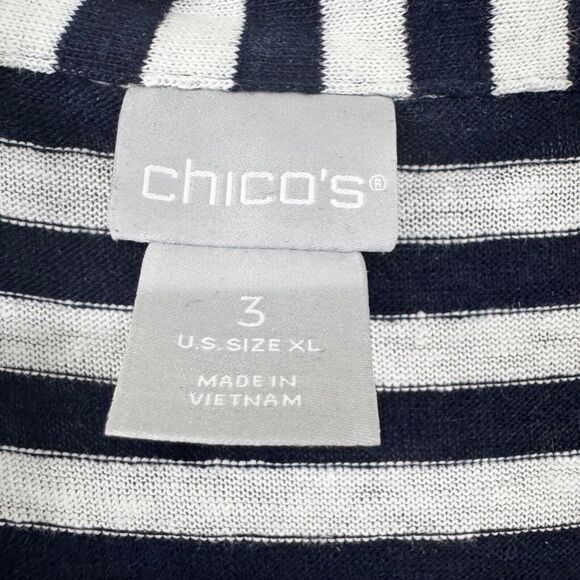 chico's®
3
U.S. SIZE XL
MADE IN
VIETNAM